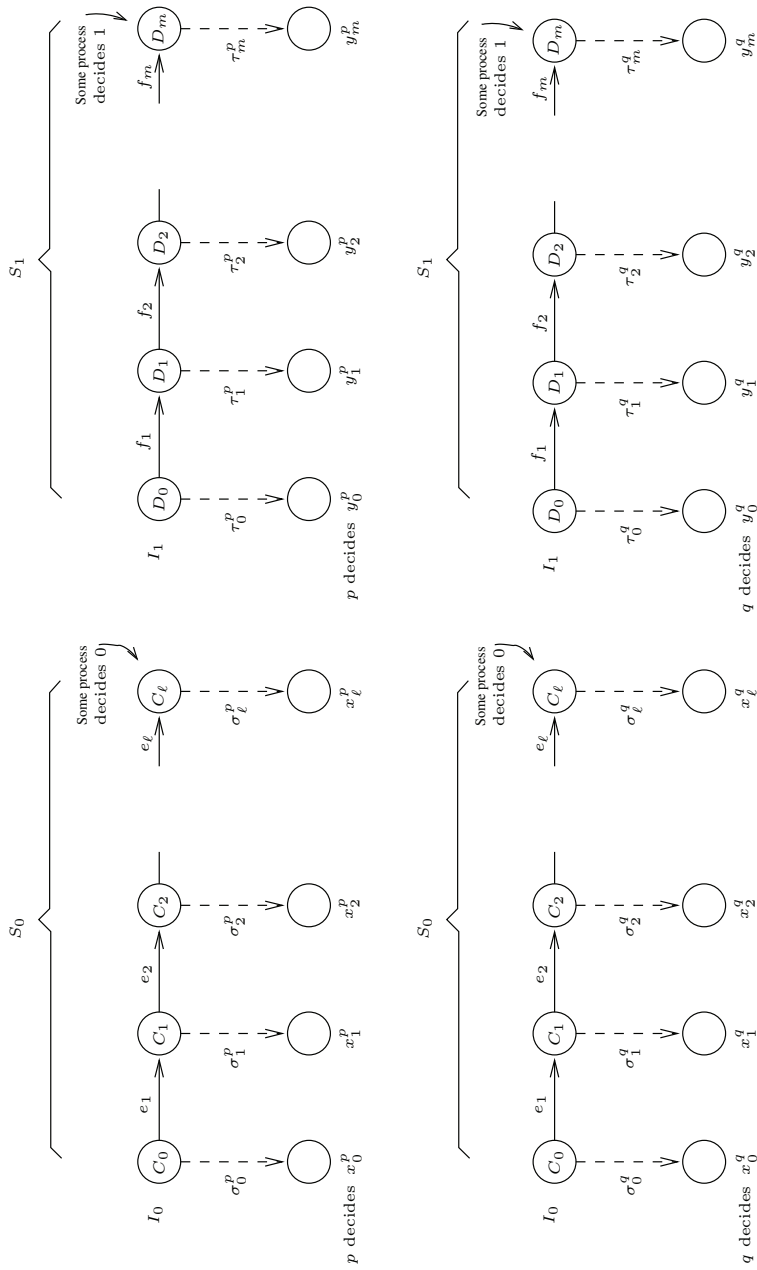 S_0 S_1
Some process Some process
decides 0 decides 1
e_1 e_2 e_ℓ f_1 f_2 f_m
I_0 C_0 C_1 C_2 C_ℓ I_1 D_0 D_1 D_2 D_m
σ_0^p σ_1^p σ_2^p σ_ℓ^p τ_0^p τ_1^p τ_2^p τ_m^p
p decides x_0^p x_1^p x_2^p x_ℓ^p p decides y_0^p y_1^p y_2^p y_m^p
S_0 S_1
Some process Some process
decides 0 decides 1
e_1 e_2 e_ℓ f_1 f_2 f_m
I_0 C_0 C_1 C_2 C_ℓ I_1 D_0 D_1 D_2 D_m
σ_0^q σ_1^q σ_2^q σ_ℓ^q τ_0^q τ_1^q τ_2^q τ_m^q
q decides x_0^q x_1^q x_2^q x_ℓ^q q decides y_0^q y_1^q y_2^q y_m^q